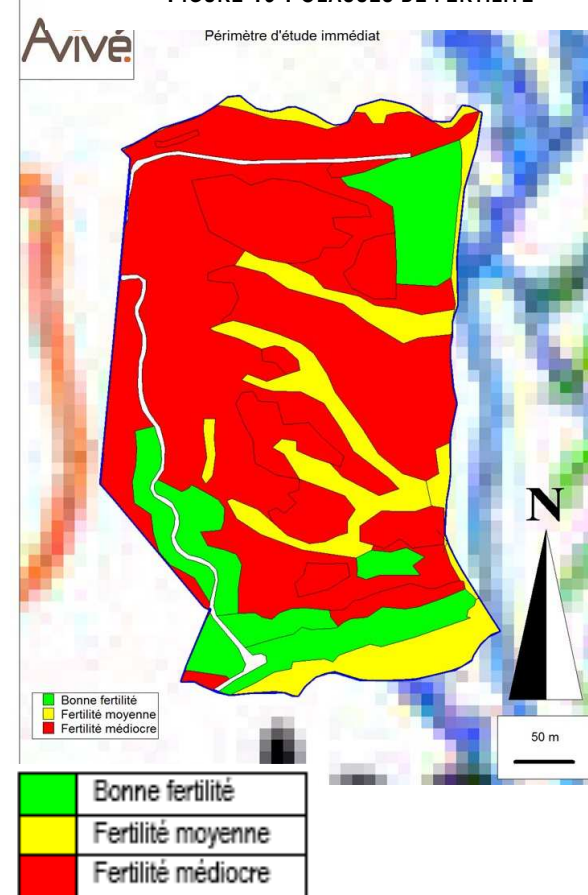 Avivé
Périmètre d'étude immédiat
N
Bonne fertilité
Fertilité moyenne
Fertilité médiocre
50 m
Bonne fertilité
Fertilité moyenne
Fertilité médiocre